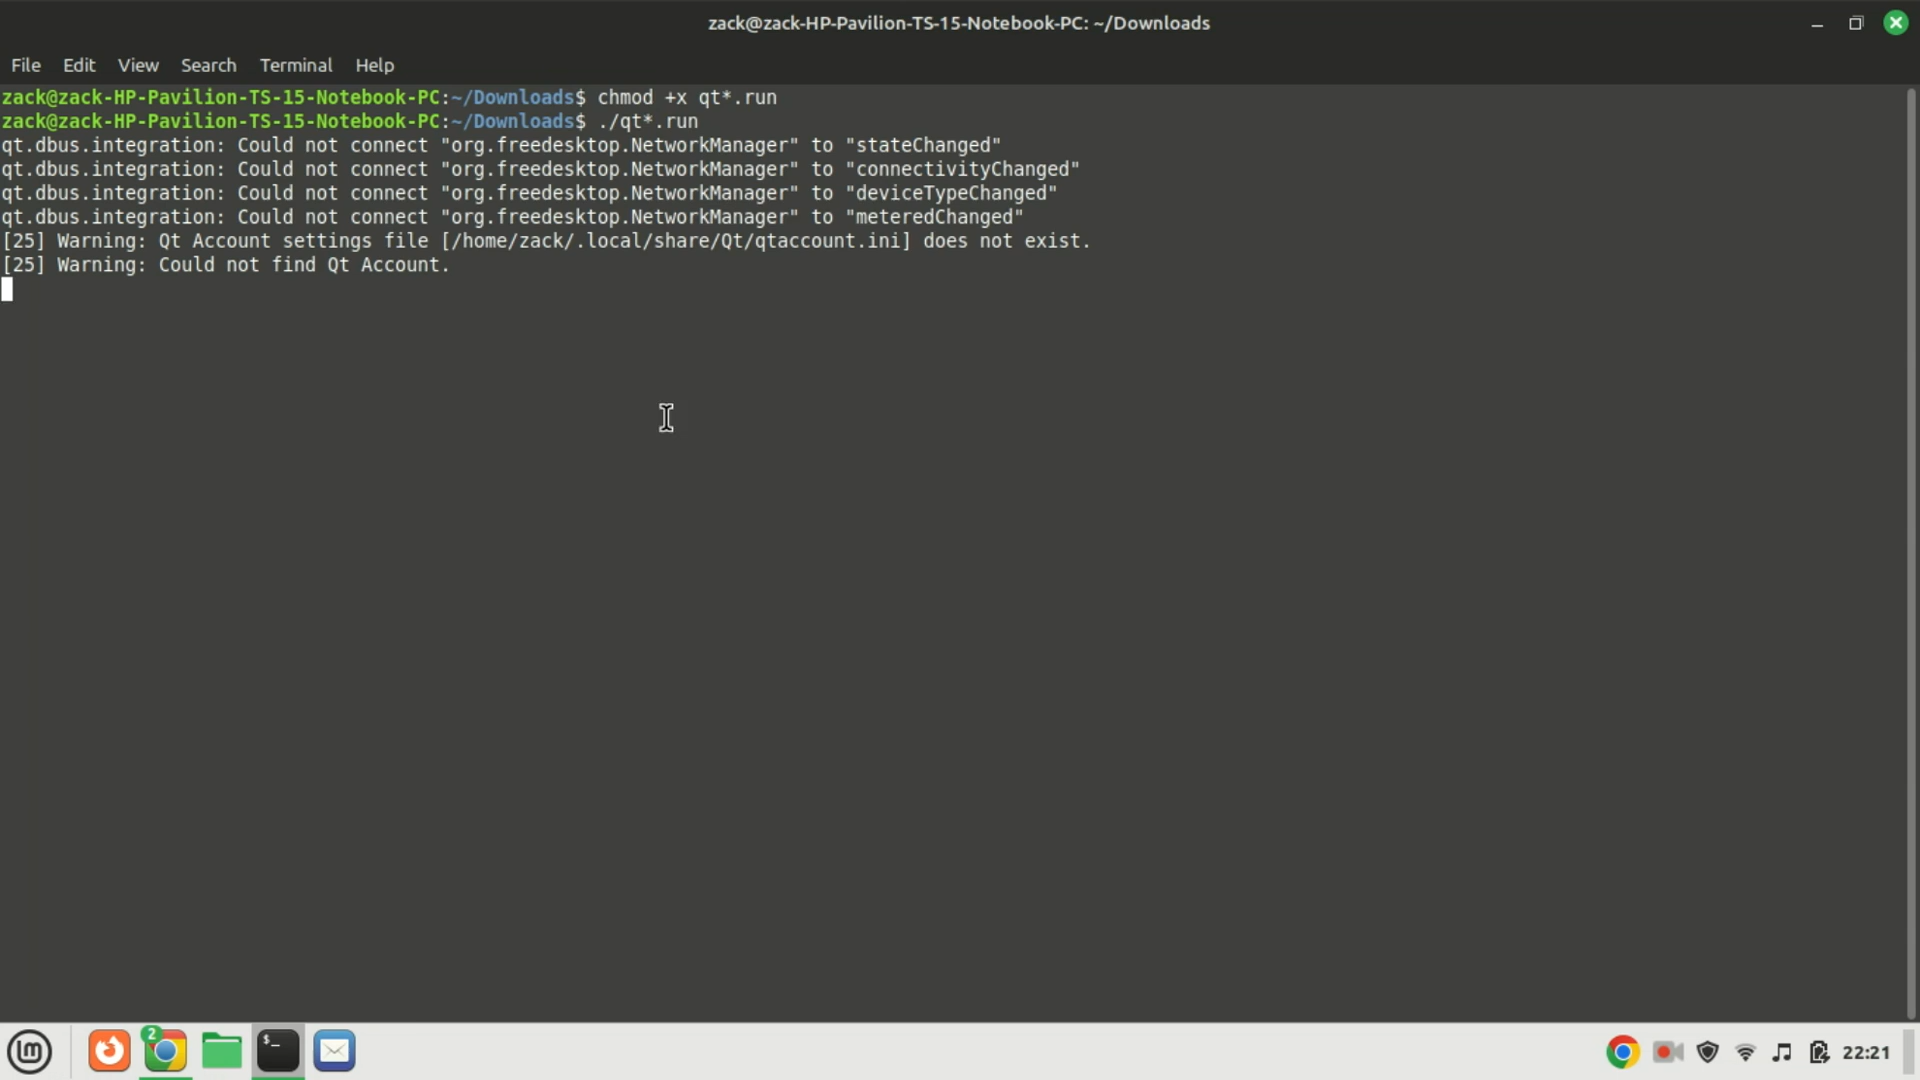 zack@zack-HP-Pavilion-TS-15-Notebook-PC: ~/Downloads
File Edit View Search Terminal Help
zack@zack-HP-Pavilion-TS-15-Notebook-PC:~/Downloads$ chmod +x qt*.run
zack@zack-HP-Pavilion-TS-15-Notebook-PC:~/Downloads$ ./qt*.run
qt.dbus.integration: Could not connect "org.freedesktop.NetworkManager" to "stateChanged"
qt.dbus.integration: Could not connect "org.freedesktop.NetworkManager" to "connectivityChanged"
qt.dbus.integration: Could not connect "org.freedesktop.NetworkManager" to "deviceTypeChanged"
qt.dbus.integration: Could not connect "org.freedesktop.NetworkManager" to "meteredChanged"
[25] Warning: Qt Account settings file [/home/zack/.local/share/Qt/qtaccount.ini] does not exist.
[25] Warning: Could not find Qt Account.
2
$_
22:21